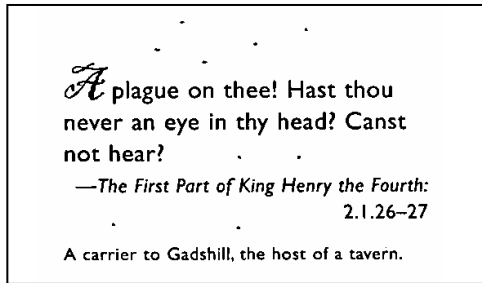 A plague on thee! Hast thou
never an eye in thy head? Canst
not hear?
—The First Part of King Henry the Fourth:
2.1.26–27
A carrier to Gadshill, the host of a tavern.